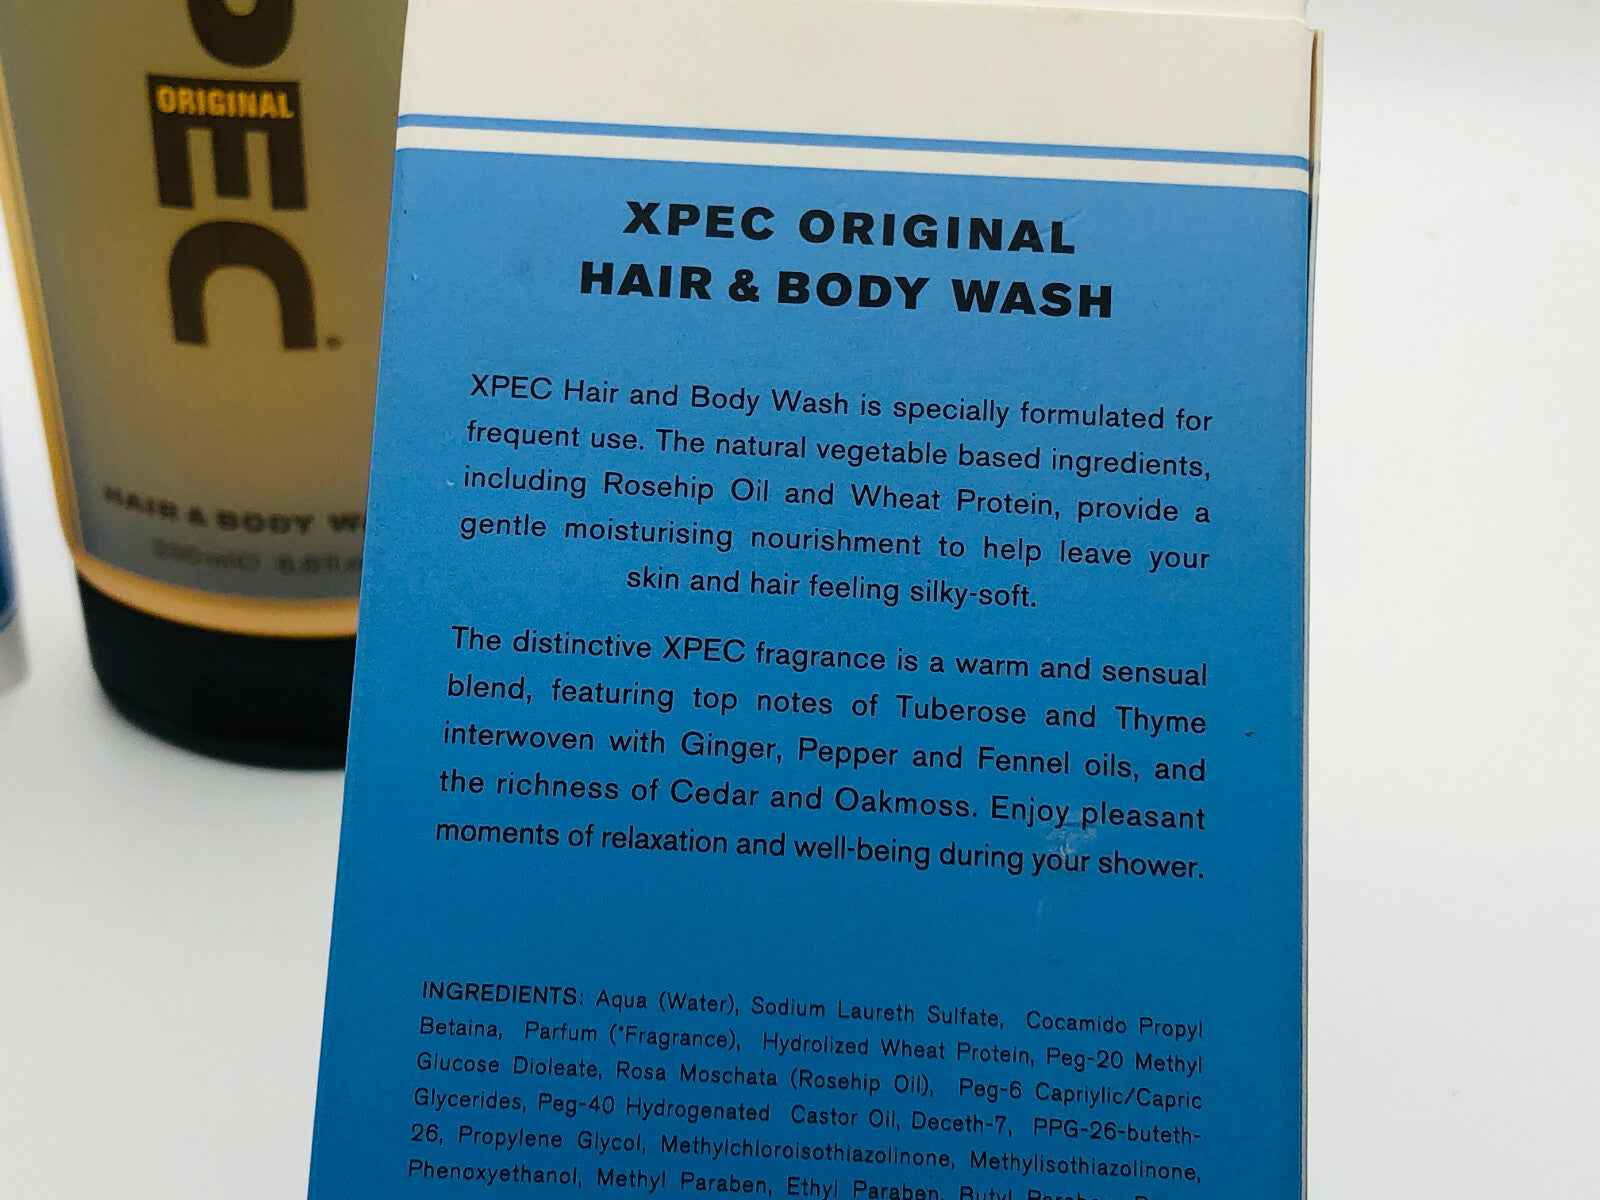 PEC
ORIGINAL
HAIR & BODY W
XPEC ORIGINAL
HAIR & BODY WASH
XPEC Hair and Body Wash is specially formulated for
frequent use. The natural vegetable based ingredients,
including Rosehip Oil and Wheat Protein, provide a
gentle moisturising nourishment to help leave your
skin and hair feeling silky-soft.
The distinctive XPEC fragrance is a warm and sensual
blend, featuring top notes of Tuberose and Thyme
interwoven with Ginger, Pepper and Fennel oils, and
the richness of Cedar and Oakmoss. Enjoy pleasant
moments of relaxation and well-being during your shower.
INGREDIENTS: Aqua (Water), Sodium Laureth Sulfate, Cocamido Propyl
Betaina, Parfum (*Fragrance), Hydrolized Wheat Protein, Peg-20 Methyl
Glucose Dioleate, Rosa Moschata (Rosehip Oil), Peg-6 Capriylic/Capric
Glycerides, Peg-40 Hydrogenated Castor Oil, Deceth-7, PPG-26-buteth-
26, Propylene Glycol, Methylchloroisothiazolinone, Methylisothiazolinone,
Phenoxyethanol, Methyl Paraben, Ethyl Paraben, Butyl